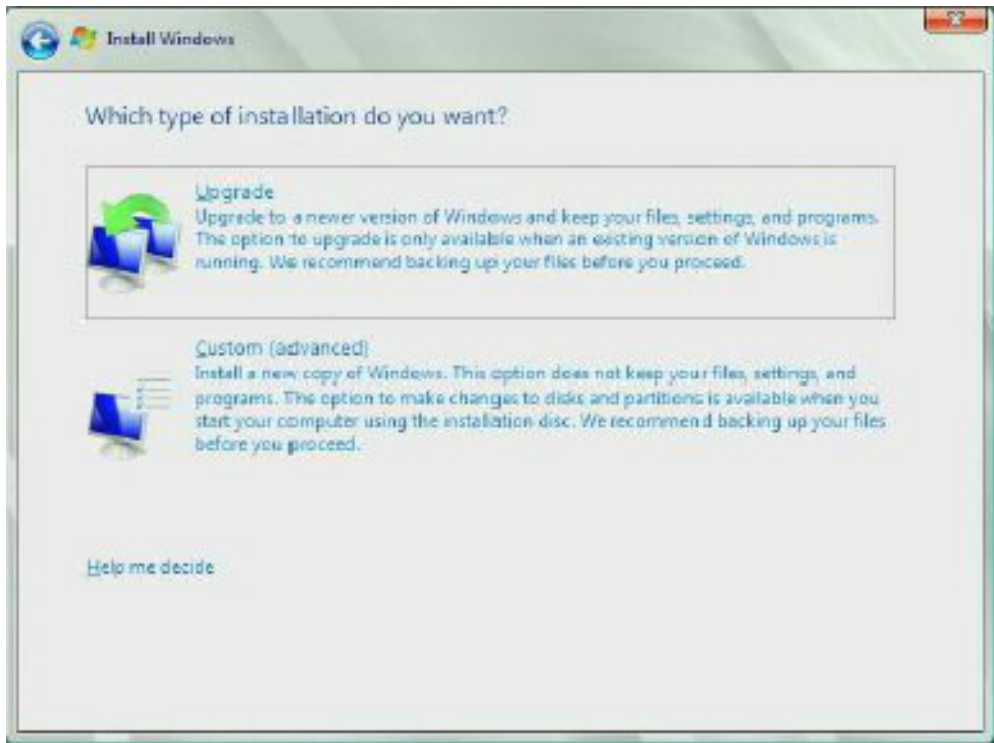 Install Windows
Which type of installation do you want?
Upgrade
Upgrade to a newer version of Windows and keep your files, settings, and programs.
The option to upgrade is only available when an existing version of Windows is
running. We recommend backing up your files before you proceed.
Custom (advanced)
Install a new copy of Windows. This option does not keep your files, settings, and
programs. The option to make changes to disks and partitions is available when you
start your computer using the installation disc. We recommend backing up your files
before you proceed.
Help me decide